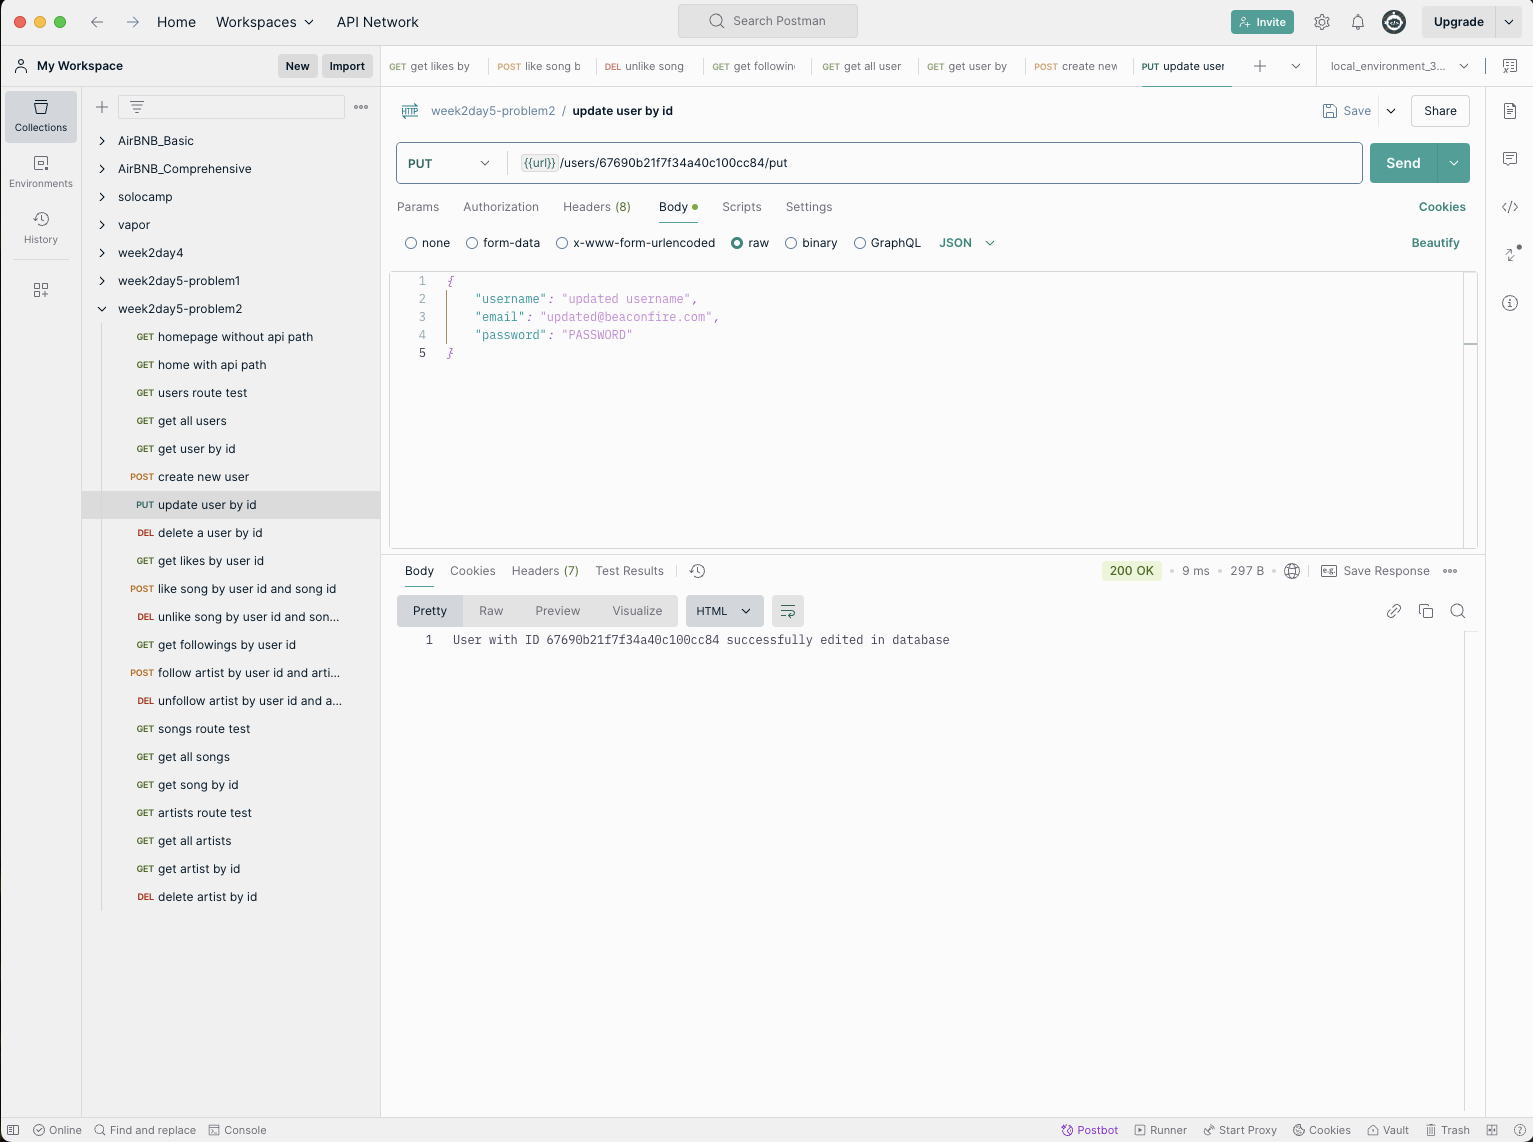 Home Workspaces API Network Search Postman Invite Upgrade
My Workspace New Import
GET get likes by POST like song b DEL unlike song GET get followin GET get all user GET get user by POST create new PUT update user local_environment_3...
Collections
Environments
History
AirBNB_Basic
AirBNB_Comprehensive
solocamp
vapor
week2day4
week2day5-problem1
week2day5-problem2
GET homepage without api path
GET home with api path
GET users route test
GET get all users
GET get user by id
POST create new user
PUT update user by id
DEL delete a user by id
GET get likes by user id
POST like song by user id and song id
DEL unlike song by user id and son...
GET get followings by user id
POST follow artist by user id and arti...
DEL unfollow artist by user id and a...
GET songs route test
GET get all songs
GET get song by id
GET artists route test
GET get all artists
GET get artist by id
DEL delete artist by id
HTTP week2day5-problem2 / update user by id Save Share
PUT {{url}}/users/67690b21f7f34a40c100cc84/put Send
Params Authorization Headers (8) Body Scripts Settings Cookies
none form-data x-www-form-urlencoded raw binary GraphQL JSON Beautify
1 {
2 "username": "updated username",
3 "email": "updated@beaconfire.com",
4 "password": "PASSWORD"
5 }
Body Cookies Headers (7) Test Results 200 OK 9 ms 297 B e.g. Save Response
Pretty Raw Preview Visualize HTML
1 User with ID 67690b21f7f34a40c100cc84 successfully edited in database
Online Find and replace Console Postbot Runner Start Proxy Cookies Vault Trash